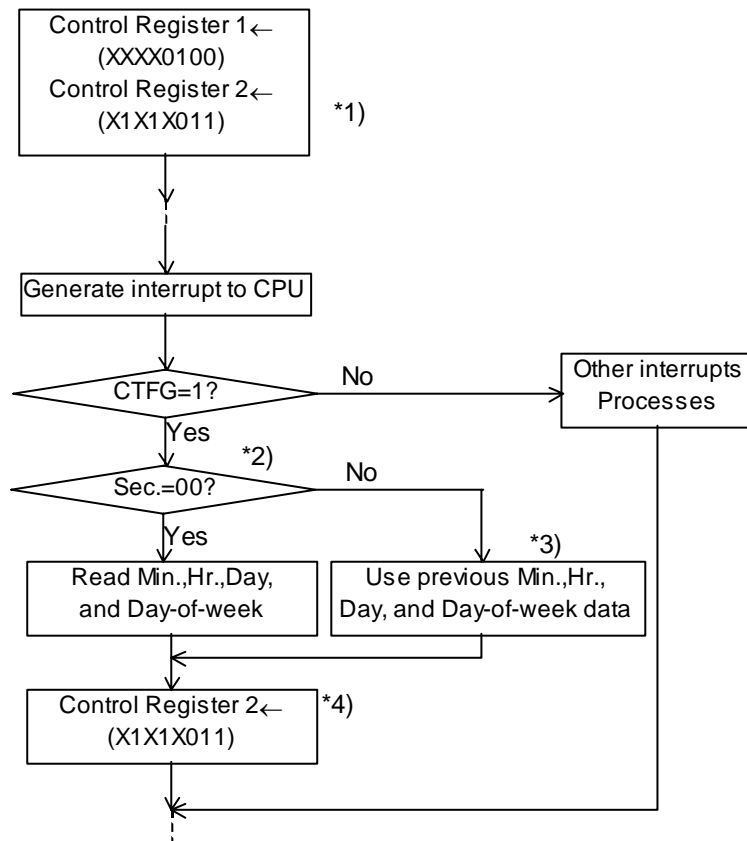 Control Register 1←
(XXXX0100)
Control Register 2←
(X1X1X011)
*1)
Generate interrupt to CPU
CTFG=1?
No
Other interrupts
Processes
Yes
*2)
Sec.=00?
No
Yes
*3)
Read Min.,Hr.,Day,
and Day-of-week
Use previous Min.,Hr.,
Day, and Day-of-week data
Control Register 2←
(X1X1X011)
*4)